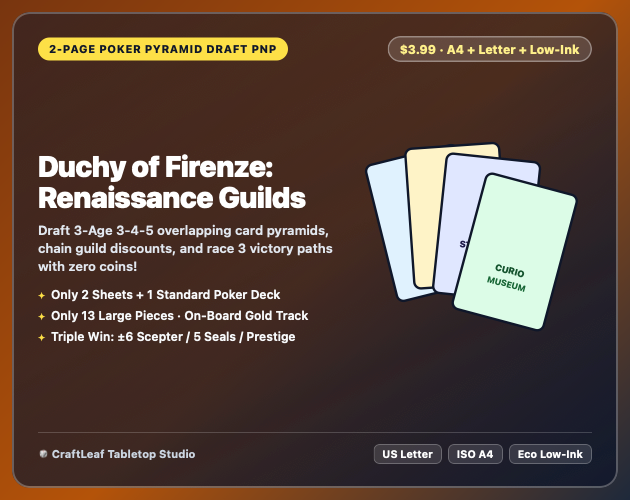 2-PAGE POKER PYRAMID DRAFT PNP
$3.99 · A4 + Letter + Low-Ink
Duchy of Firenze:
Renaissance Guilds
Draft 3-Age 3-4-5 overlapping card pyramids,
chain guild discounts, and race 3 victory paths
with zero coins!
Only 2 Sheets + 1 Standard Poker Deck
Only 13 Large Pieces · On-Board Gold Track
Triple Win: ±6 Scepter / 5 Seals / Prestige
CURIO
MUSEUM
CraftLeaf Tabletop Studio
US Letter
ISO A4
Eco Low-Ink